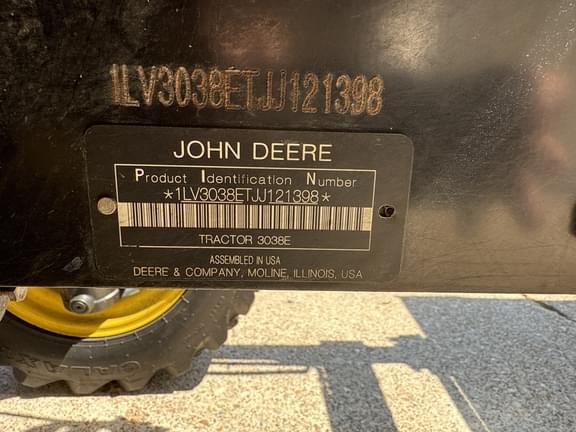 1LV3038ETJJ121398
JOHN DEERE
Product Identification Number
*1LV3038ETJJ121398*
TRACTOR 3038E
ASSEMBLED IN USA
DEERE & COMPANY, MOLINE, ILLINOIS, USA